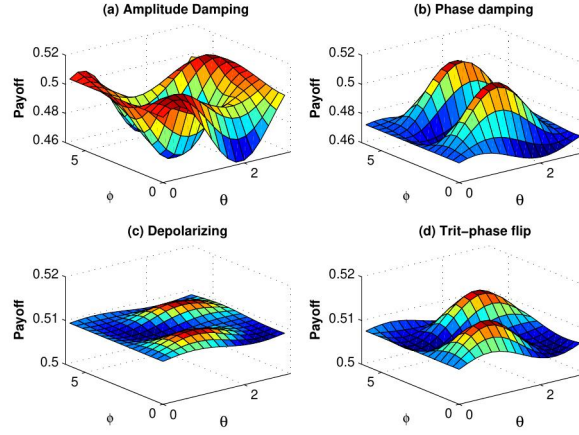 (a) Amplitude Damping
0.52
0.5
0.48
0.46
Payoff
5
0
φ
0
2
θ
(b) Phase damping
0.52
0.5
0.48
0.46
Payoff
5
0
φ
0
2
θ
(c) Depolarizing
0.52
0.51
0.5
Payoff
5
0
φ
0
2
θ
(d) Trit−phase flip
0.52
0.51
0.5
Payoff
5
0
φ
0
2
θ